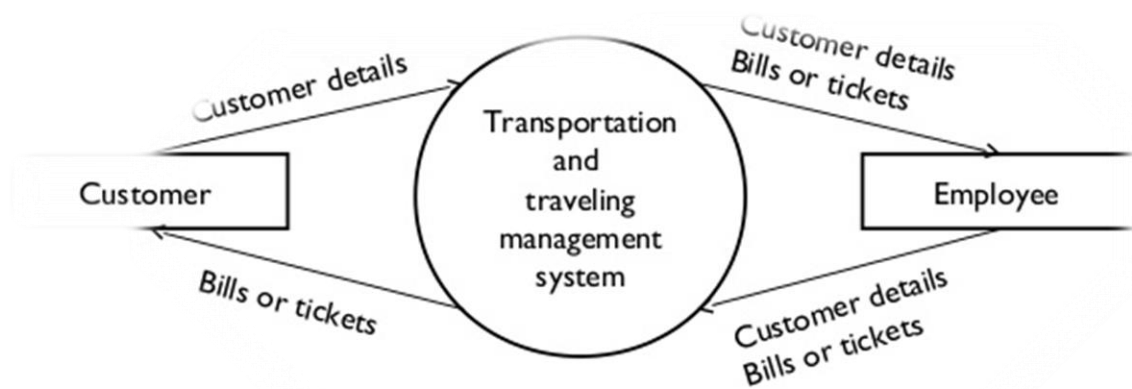 Customer details
Customer details
Bills or tickets
Transportation
and
traveling
management
system
Customer
Employee
Bills or tickets
Customer details
Bills or tickets